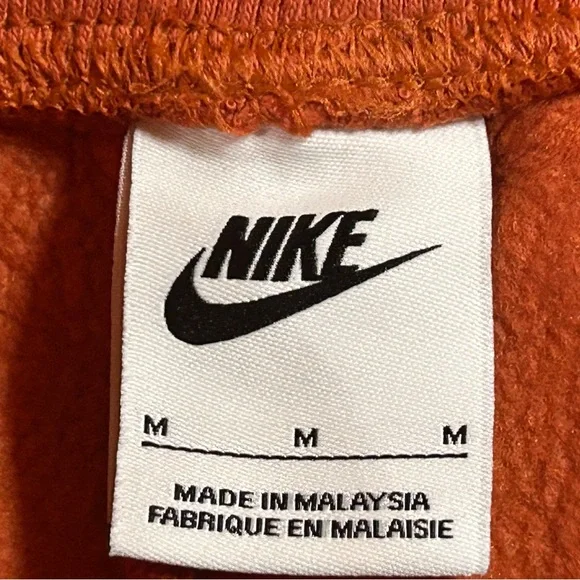 NIKE
M M M
MADE IN MALAYSIA
FABRIQUE EN MALAISIE